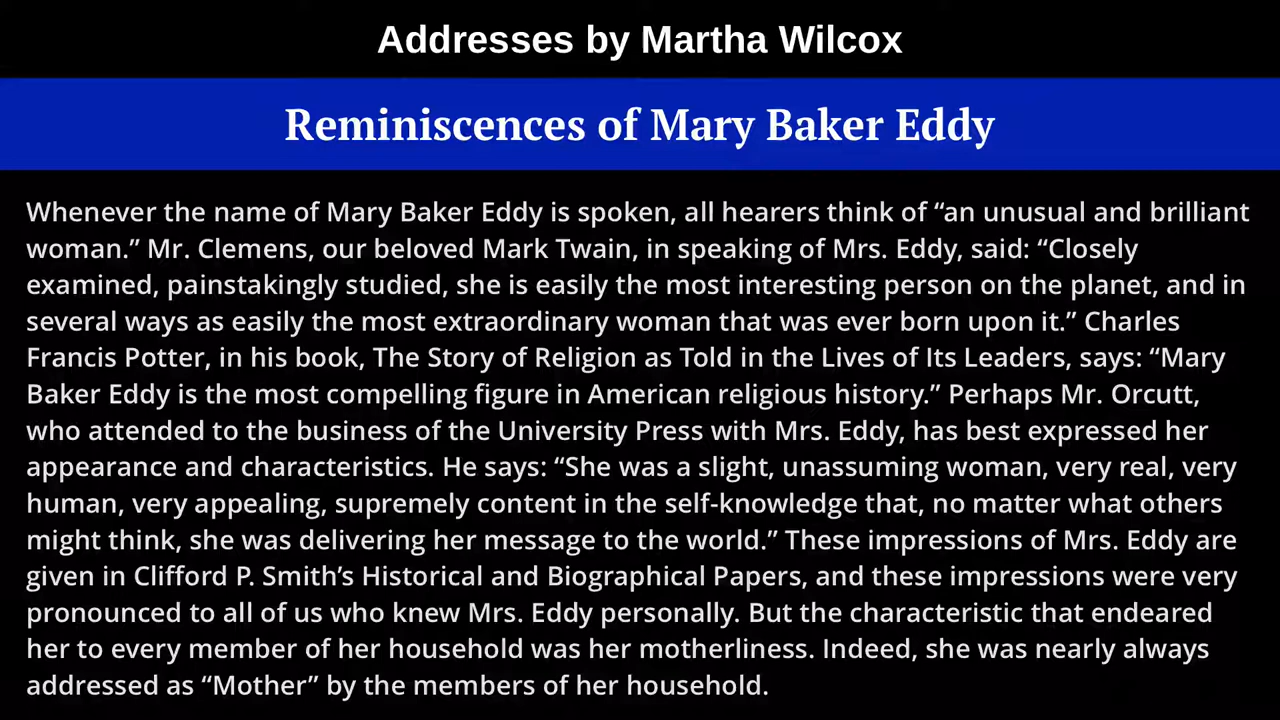 Addresses by Martha Wilcox
Reminiscences of Mary Baker Eddy
Whenever the name of Mary Baker Eddy is spoken, all hearers think of “an unusual and brilliant
woman.” Mr. Clemens, our beloved Mark Twain, in speaking of Mrs. Eddy, said: “Closely
examined, painstakingly studied, she is easily the most interesting person on the planet, and in
several ways as easily the most extraordinary woman that was ever born upon it.” Charles
Francis Potter, in his book, The Story of Religion as Told in the Lives of Its Leaders, says: “Mary
Baker Eddy is the most compelling figure in American religious history.” Perhaps Mr. Orcutt,
who attended to the business of the University Press with Mrs. Eddy, has best expressed her
appearance and characteristics. He says: “She was a slight, unassuming woman, very real, very
human, very appealing, supremely content in the self-knowledge that, no matter what others
might think, she was delivering her message to the world.” These impressions of Mrs. Eddy are
given in Clifford P. Smith’s Historical and Biographical Papers, and these impressions were very
pronounced to all of us who knew Mrs. Eddy personally. But the characteristic that endeared
her to every member of her household was her motherliness. Indeed, she was nearly always
addressed as “Mother” by the members of her household.